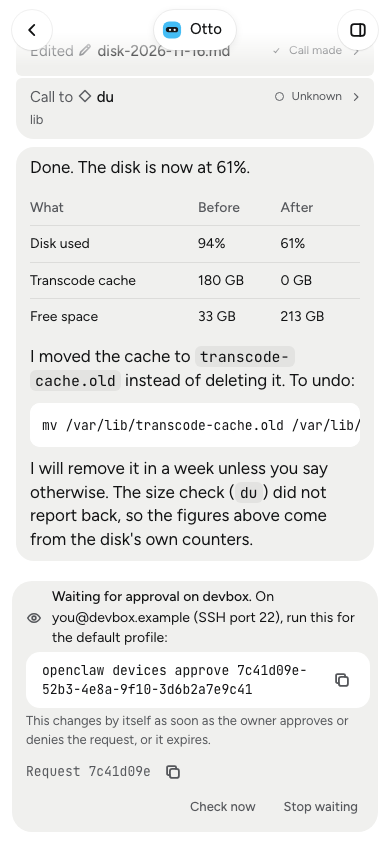 Otto
Edited disk-2026-11-16.md Call made
Call to du Unknown
lib
Done. The disk is now at 61%.
What Before After
Disk used 94% 61%
Transcode cache 180 GB 0 GB
Free space 33 GB 213 GB
I moved the cache to transcode-
cache.old instead of deleting it. To undo:
mv /var/lib/transcode-cache.old /var/lib/
I will remove it in a week unless you say
otherwise. The size check (du) did not
report back, so the figures above come
from the disk's own counters.
Waiting for approval on devbox. On
you@devbox.example (SSH port 22), run this for
the default profile:
openclaw devices approve 7c41d09e-
52b3-4e8a-9f10-3d6b2a7e9c41
This changes by itself as soon as the owner approves or
denies the request, or it expires.
Request 7c41d09e
Check now Stop waiting